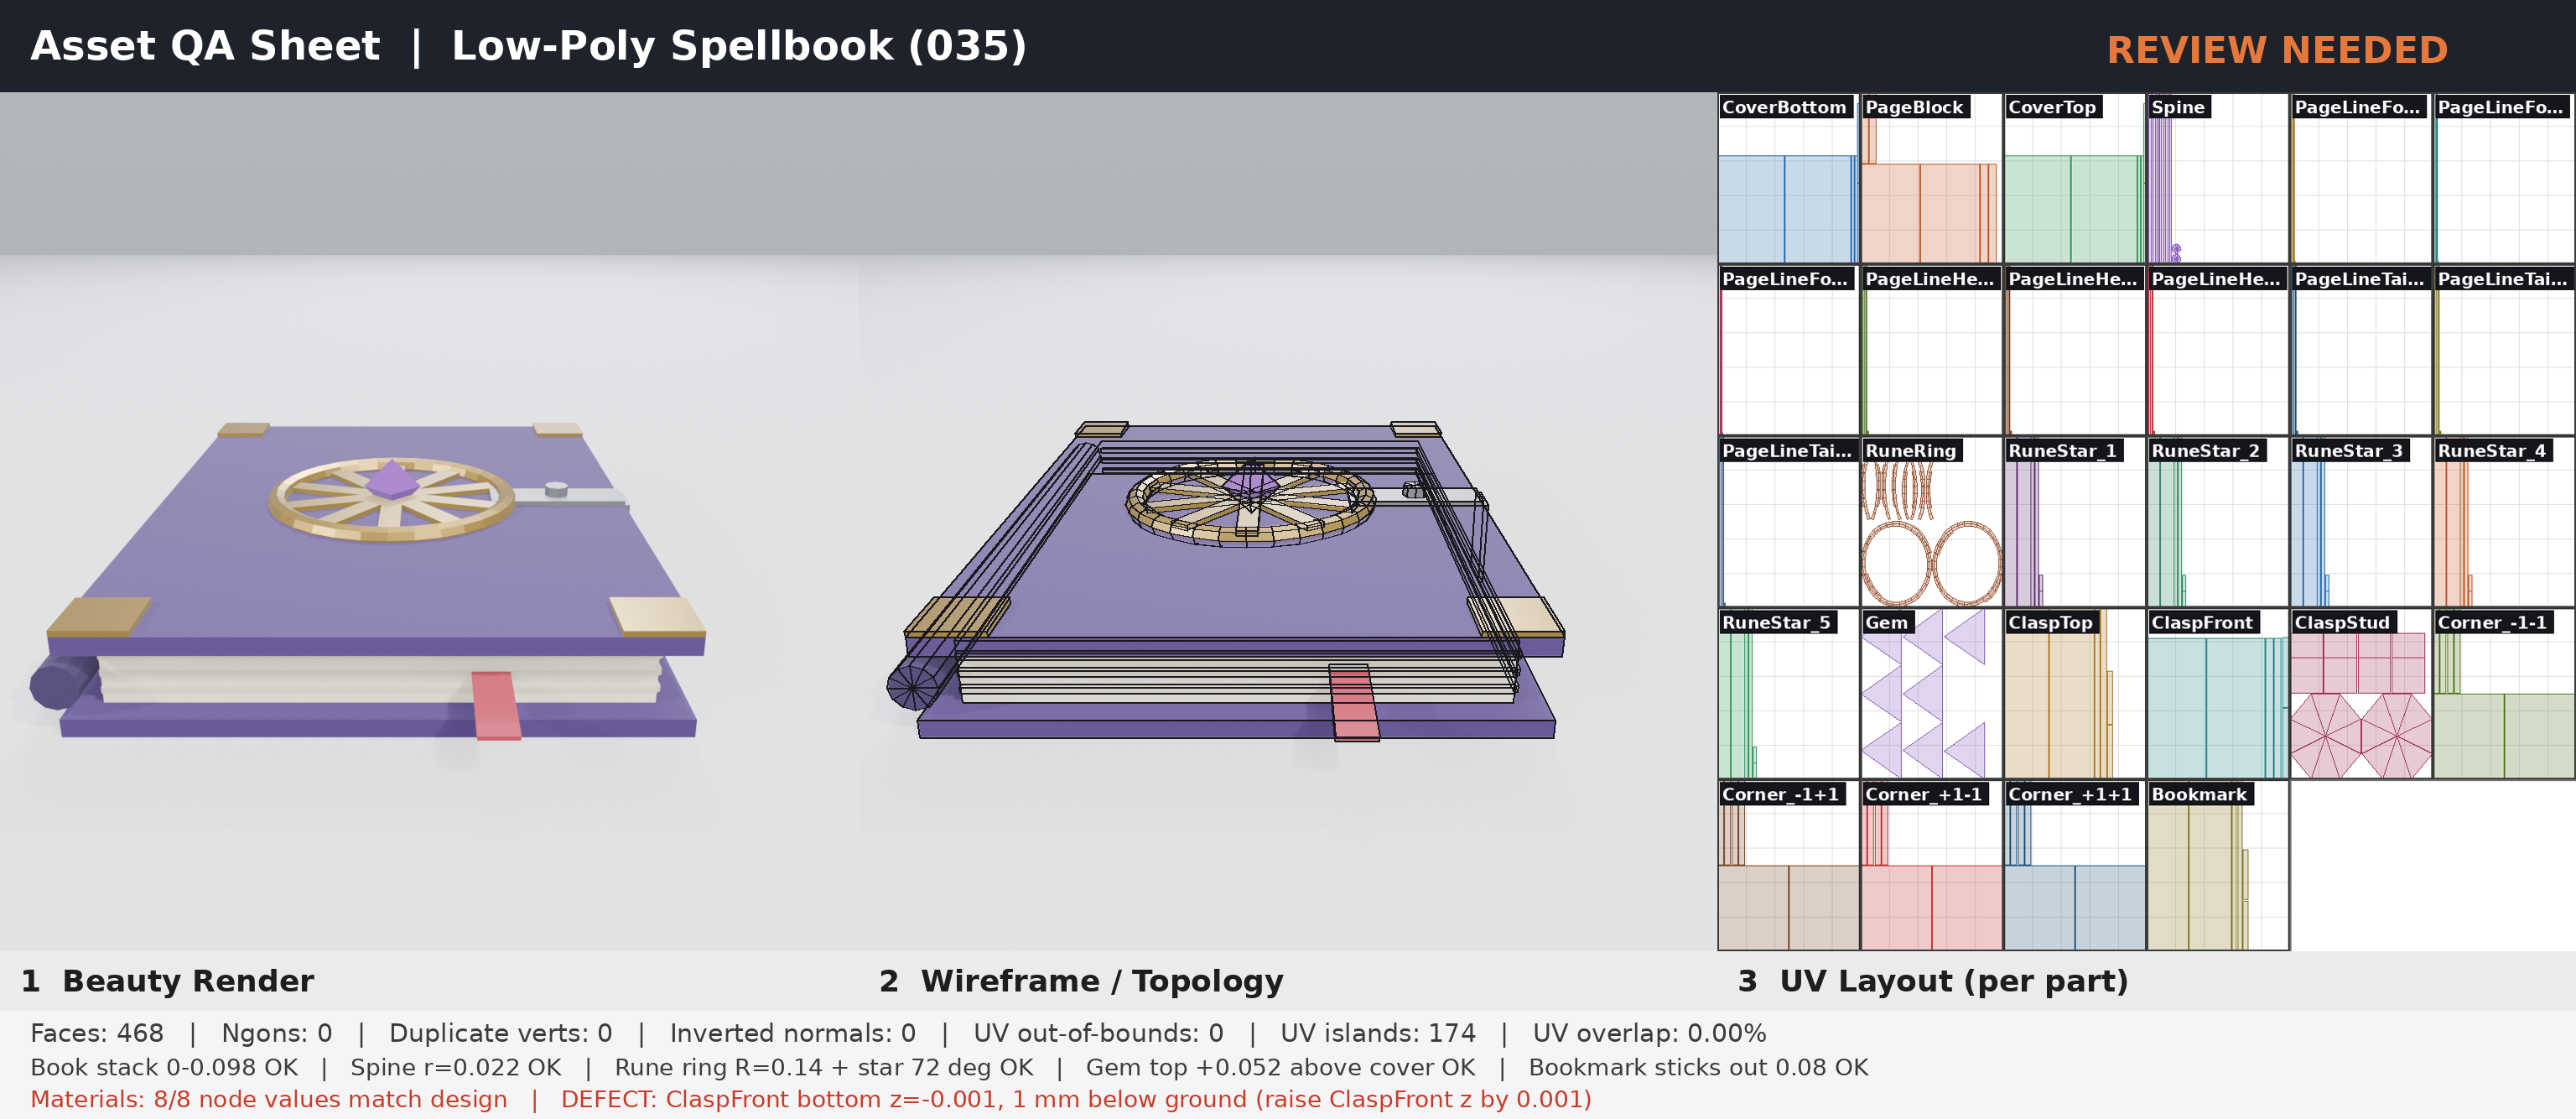 Asset QA Sheet | Low-Poly Spellbook (035)
REVIEW NEEDED
CoverBottom
PageBlock
CoverTop
Spine
PageLineFo...
PageLineFo...
PageLineFo...
PageLineHe...
PageLineHe...
PageLineHe...
PageLineTai...
PageLineTai...
PageLineTai...
RuneRing
RuneStar_1
RuneStar_2
RuneStar_3
RuneStar_4
RuneStar_5
Gem
ClaspTop
ClaspFront
ClaspStud
Corner_-1-1
Corner_-1+1
Corner_+1-1
Corner_+1+1
Bookmark
1 Beauty Render
2 Wireframe / Topology
3 UV Layout (per part)
Faces: 468 | Ngons: 0 | Duplicate verts: 0 | Inverted normals: 0 | UV out-of-bounds: 0 | UV islands: 174 | UV overlap: 0.00%
Book stack 0-0.098 OK | Spine r=0.022 OK | Rune ring R=0.14 + star 72 deg OK | Gem top +0.052 above cover OK | Bookmark sticks out 0.08 OK
Materials: 8/8 node values match design | DEFECT: ClaspFront bottom z=-0.001, 1 mm below ground (raise ClaspFront z by 0.001)